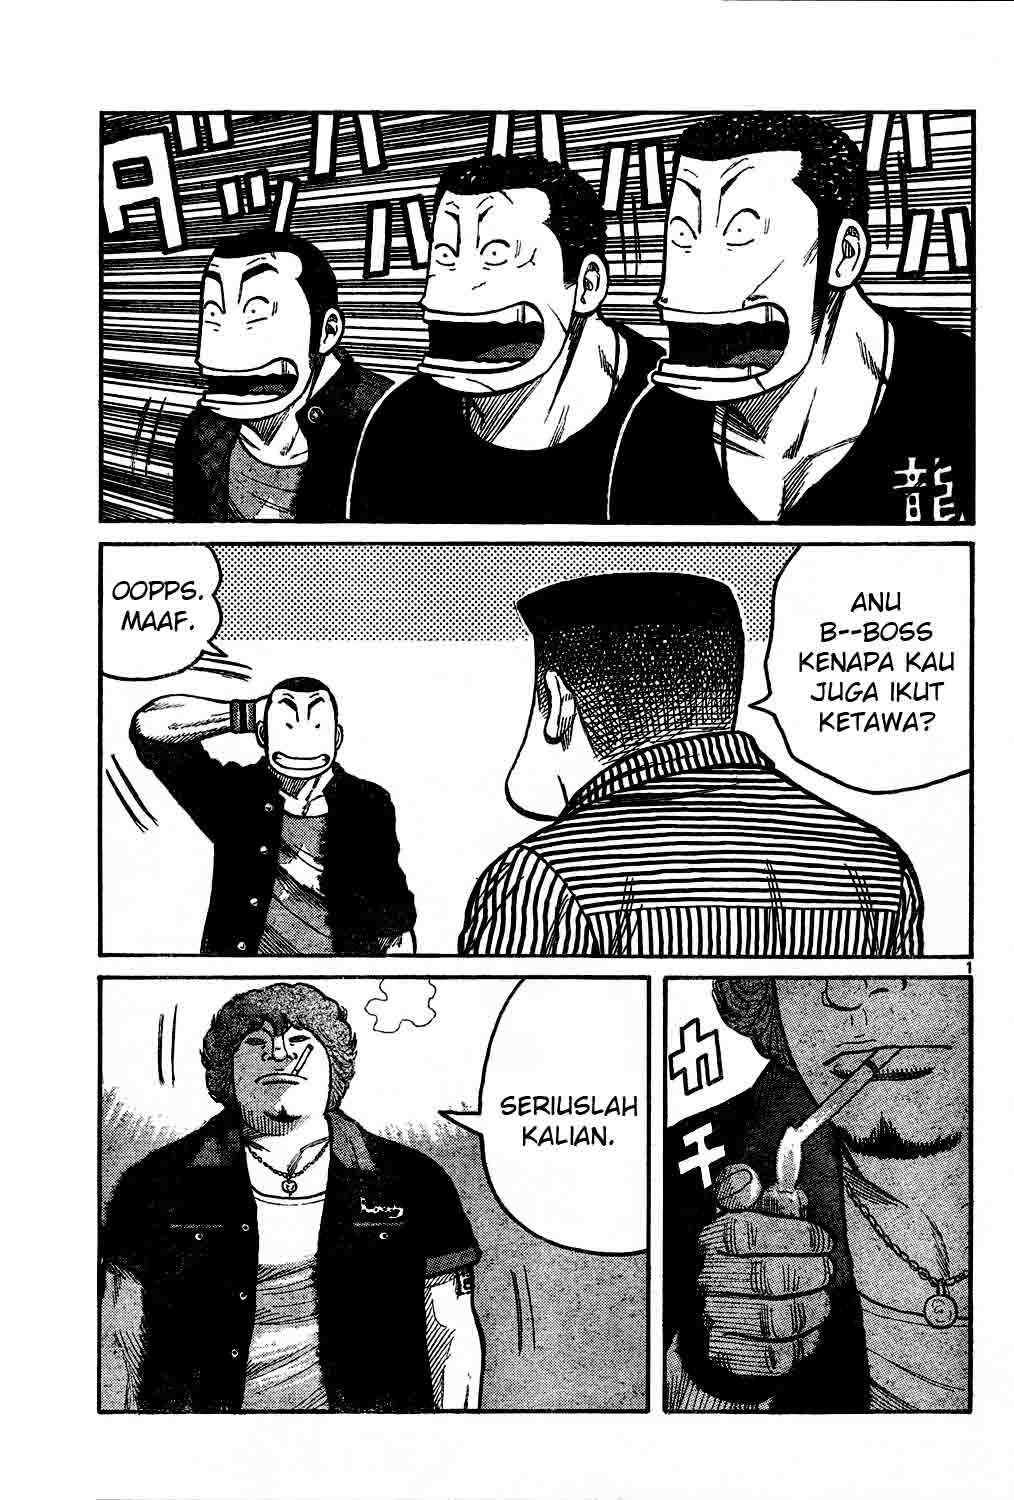 ダッハハハハハ
龍
ANU
B--BOSS
KENAPA KAU
JUGA IKUT
KETAWA?
OOPPS.
MAAF.
1
カチ
SERIUSLAH
KALIAN.